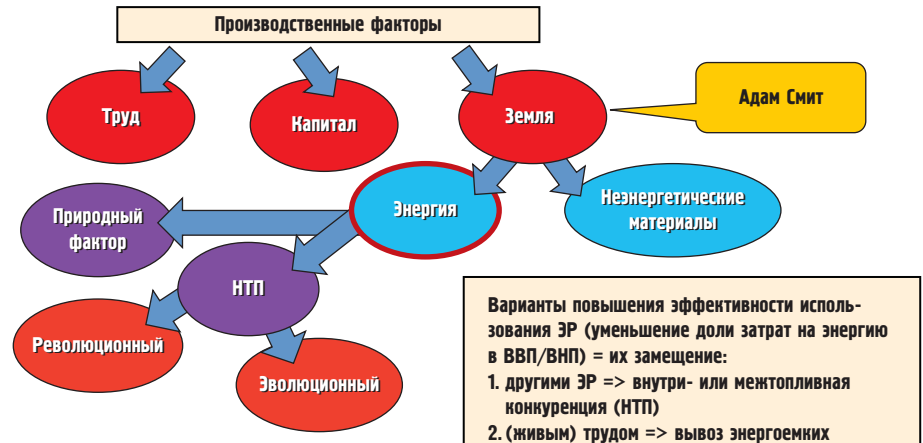 Производственные факторы
Труд
Капитал
Земля
Адам Смит
Природный
фактор
Энергия
Неэнергетические
материалы
НТП
Революционный
Эволюционный
Варианты повышения эффективности исполь-
зования ЭР (уменьшение доли затрат на энергию
в ВВП/ВНП) = их замещение:
1. другими ЭР => внутри- или межтопливная
конкуренция (НТП)
2. (живым) трудом => вывоз энергоемких